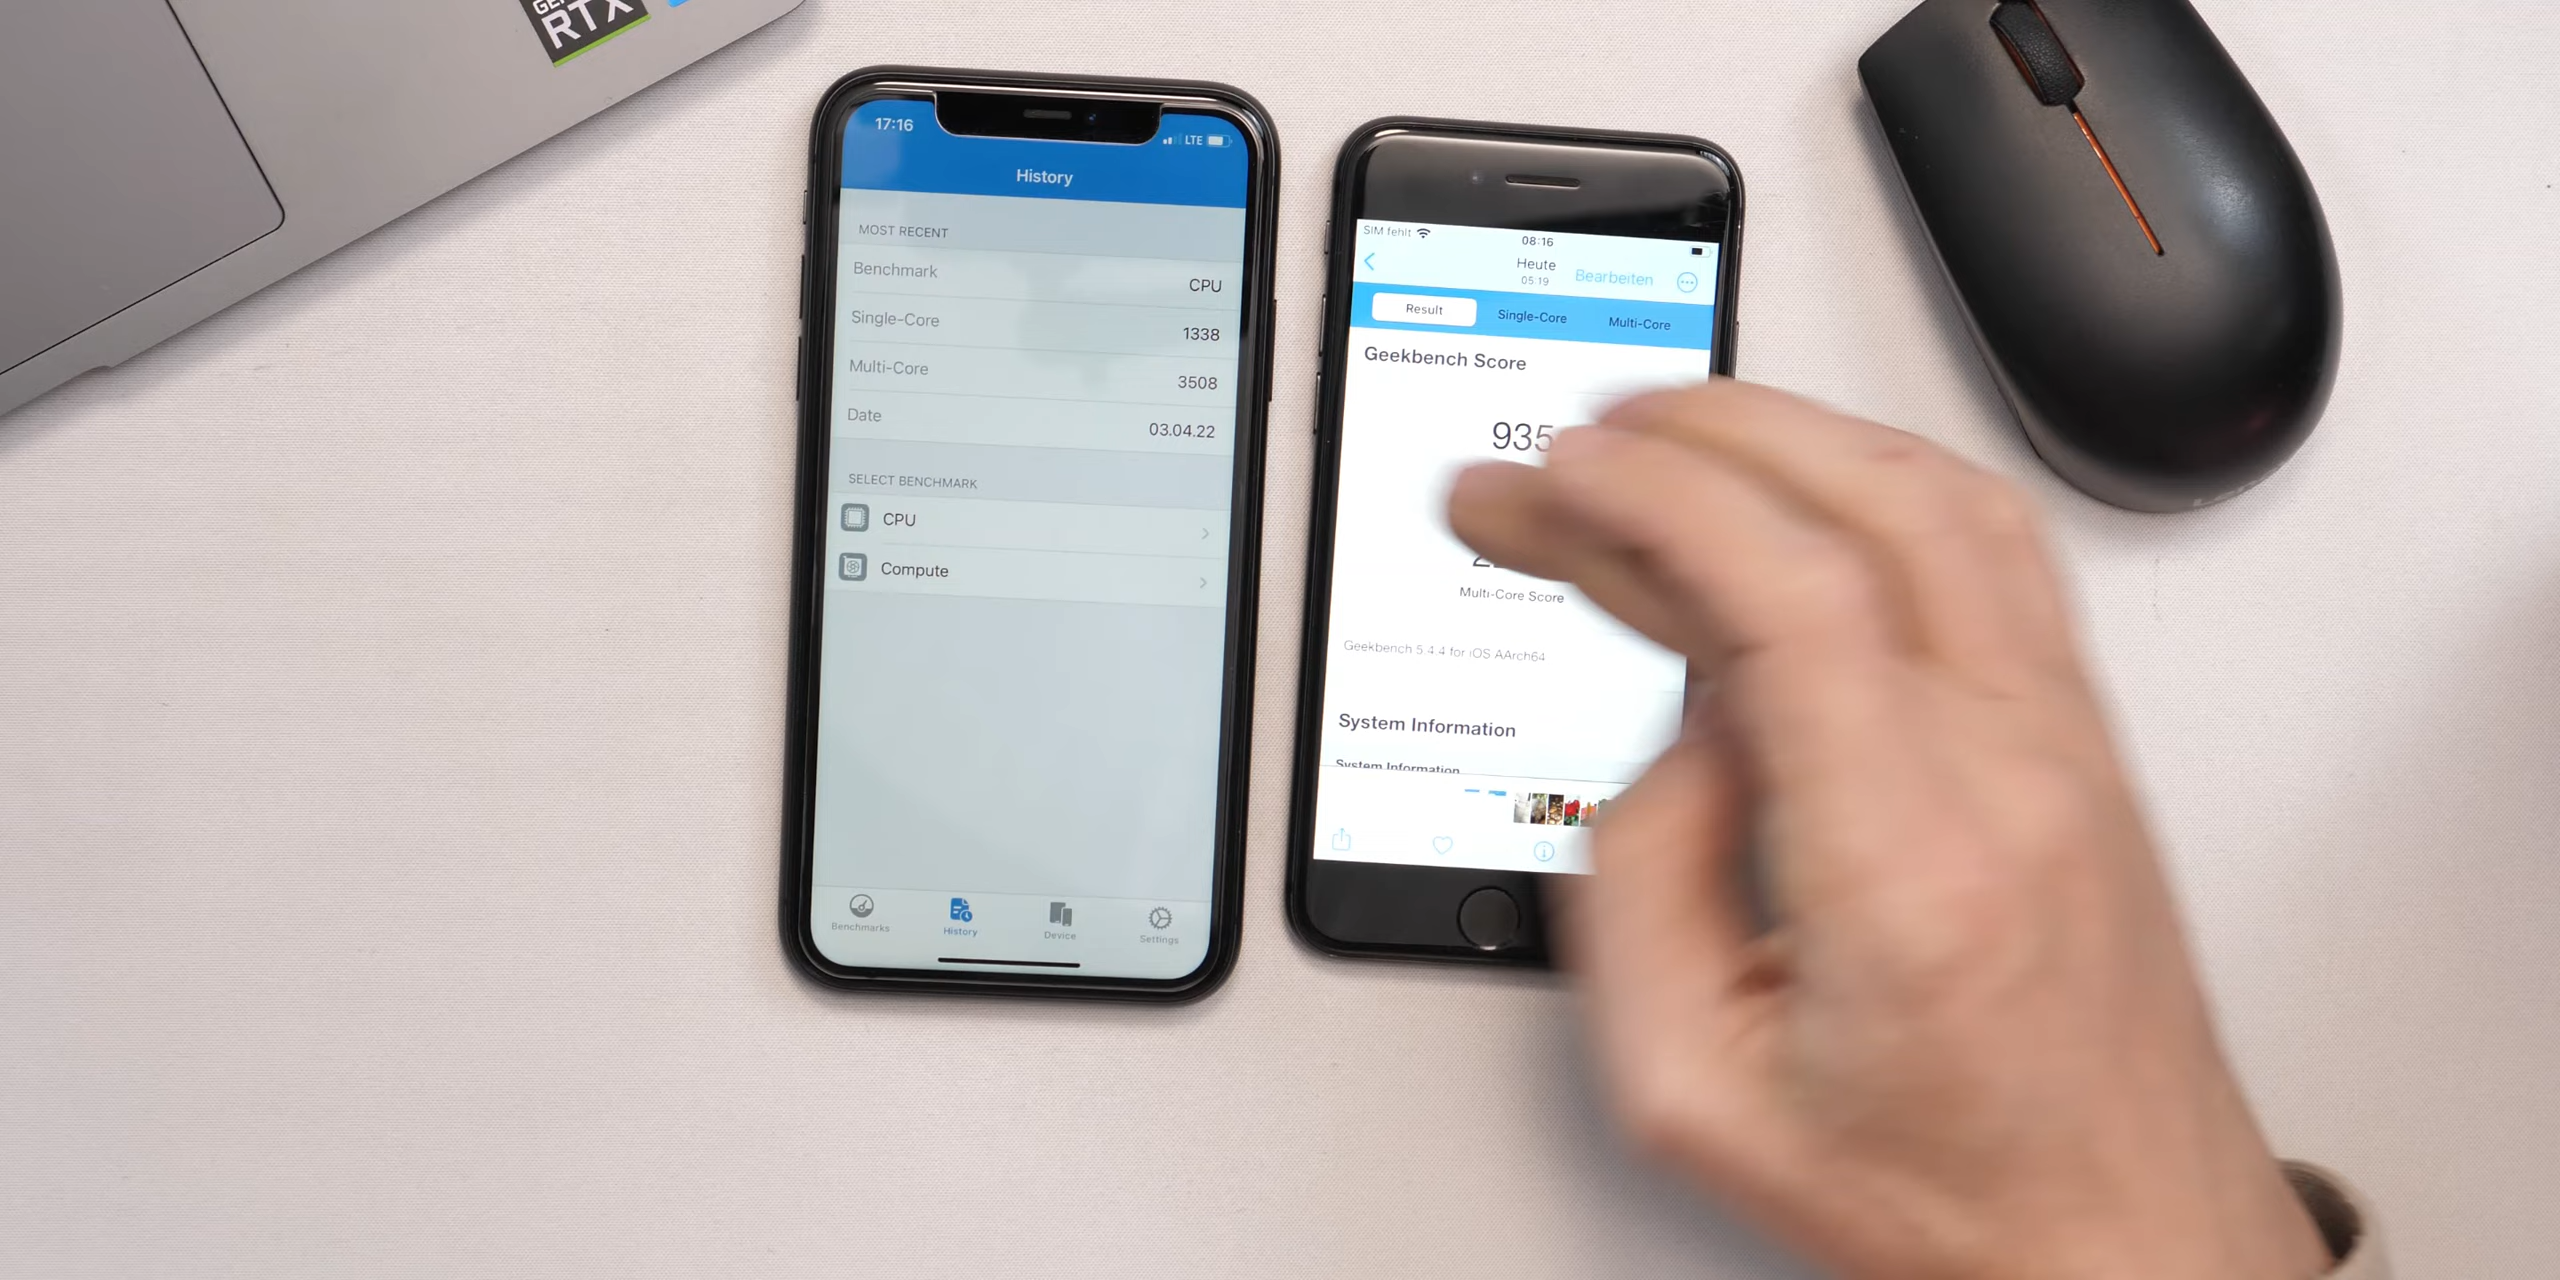 RTX
17:16
LTE
History
MOST RECENT
Benchmark
CPU
Single-Core
1338
Multi-Core
3508
Date
03.04.22
SELECT BENCHMARK
CPU
Compute
Benchmarks
History
Device
Settings
SIM fehlt
08:16
Heute
05:19
Bearbeiten
Result
Single-Core
Multi-Core
Geekbench Score
935
Multi-Core Score
Geekbench 5.4.4 for iOS AArch64
System Information
System Information